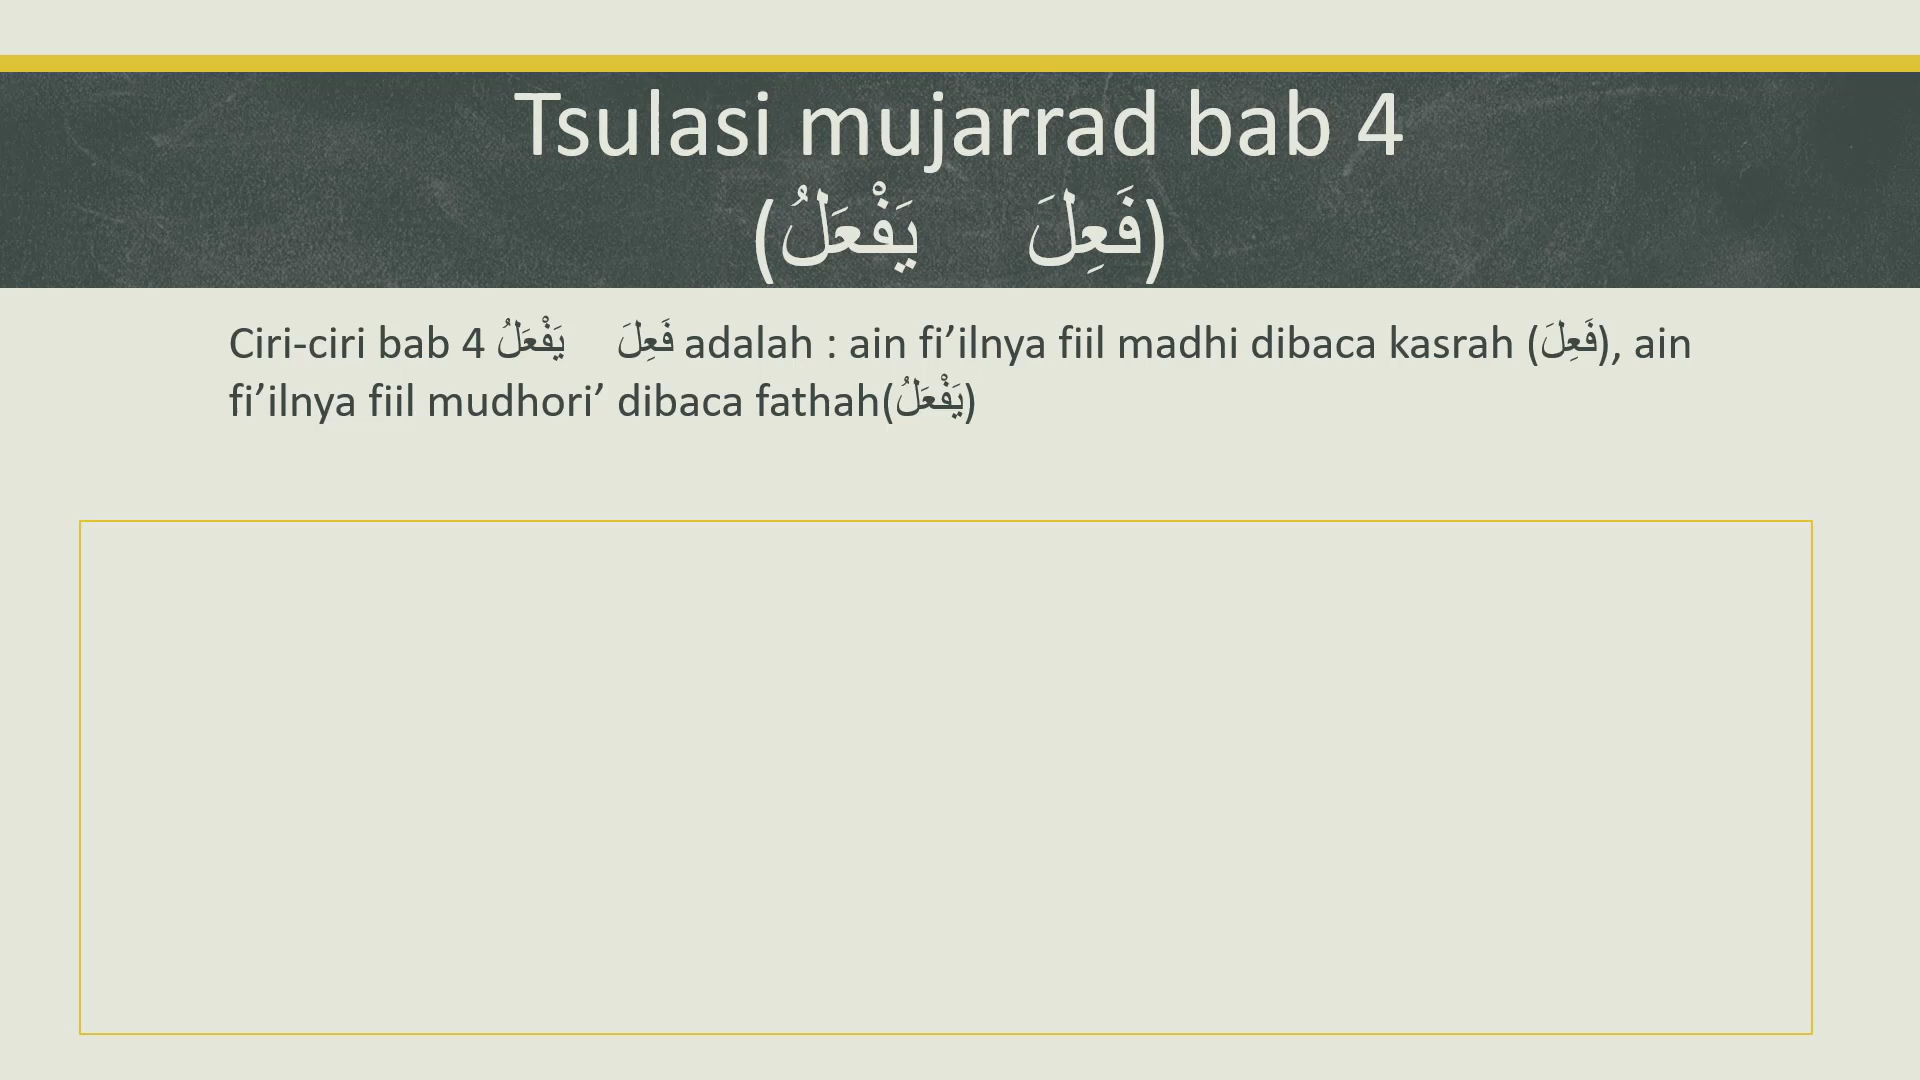 Tsulasi mujarrad bab 4
(فَعِلَ يَفْعَلُ)
Ciri-ciri bab 4 فَعِلَ يَفْعَلُ adalah : ain fi’ilnya fiil madhi dibaca kasrah (فَعِلَ), ain
fi’ilnya fiil mudhori’ dibaca fathah(يَفْعَلُ)